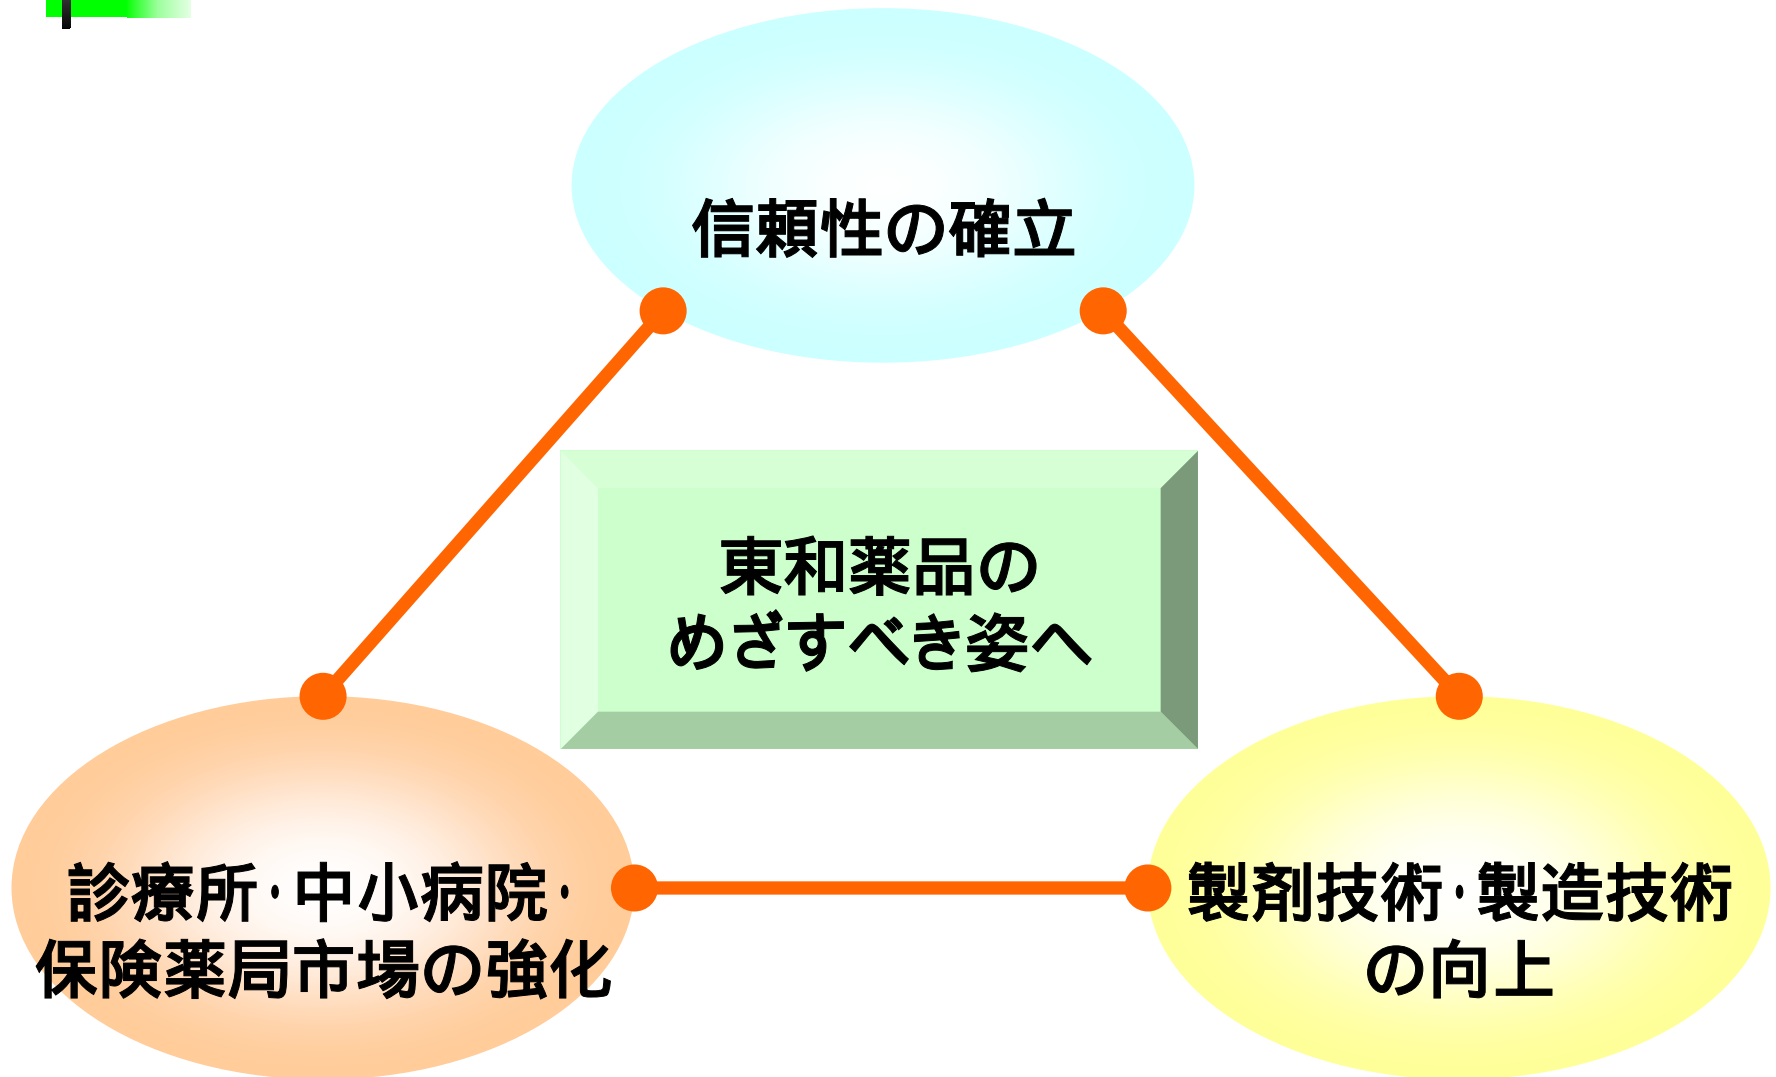 信頼性の確立
東和薬品の
めざすべき姿へ
診療所・中小病院・
保険薬局市場の強化
製剤技術・製造技術
の向上